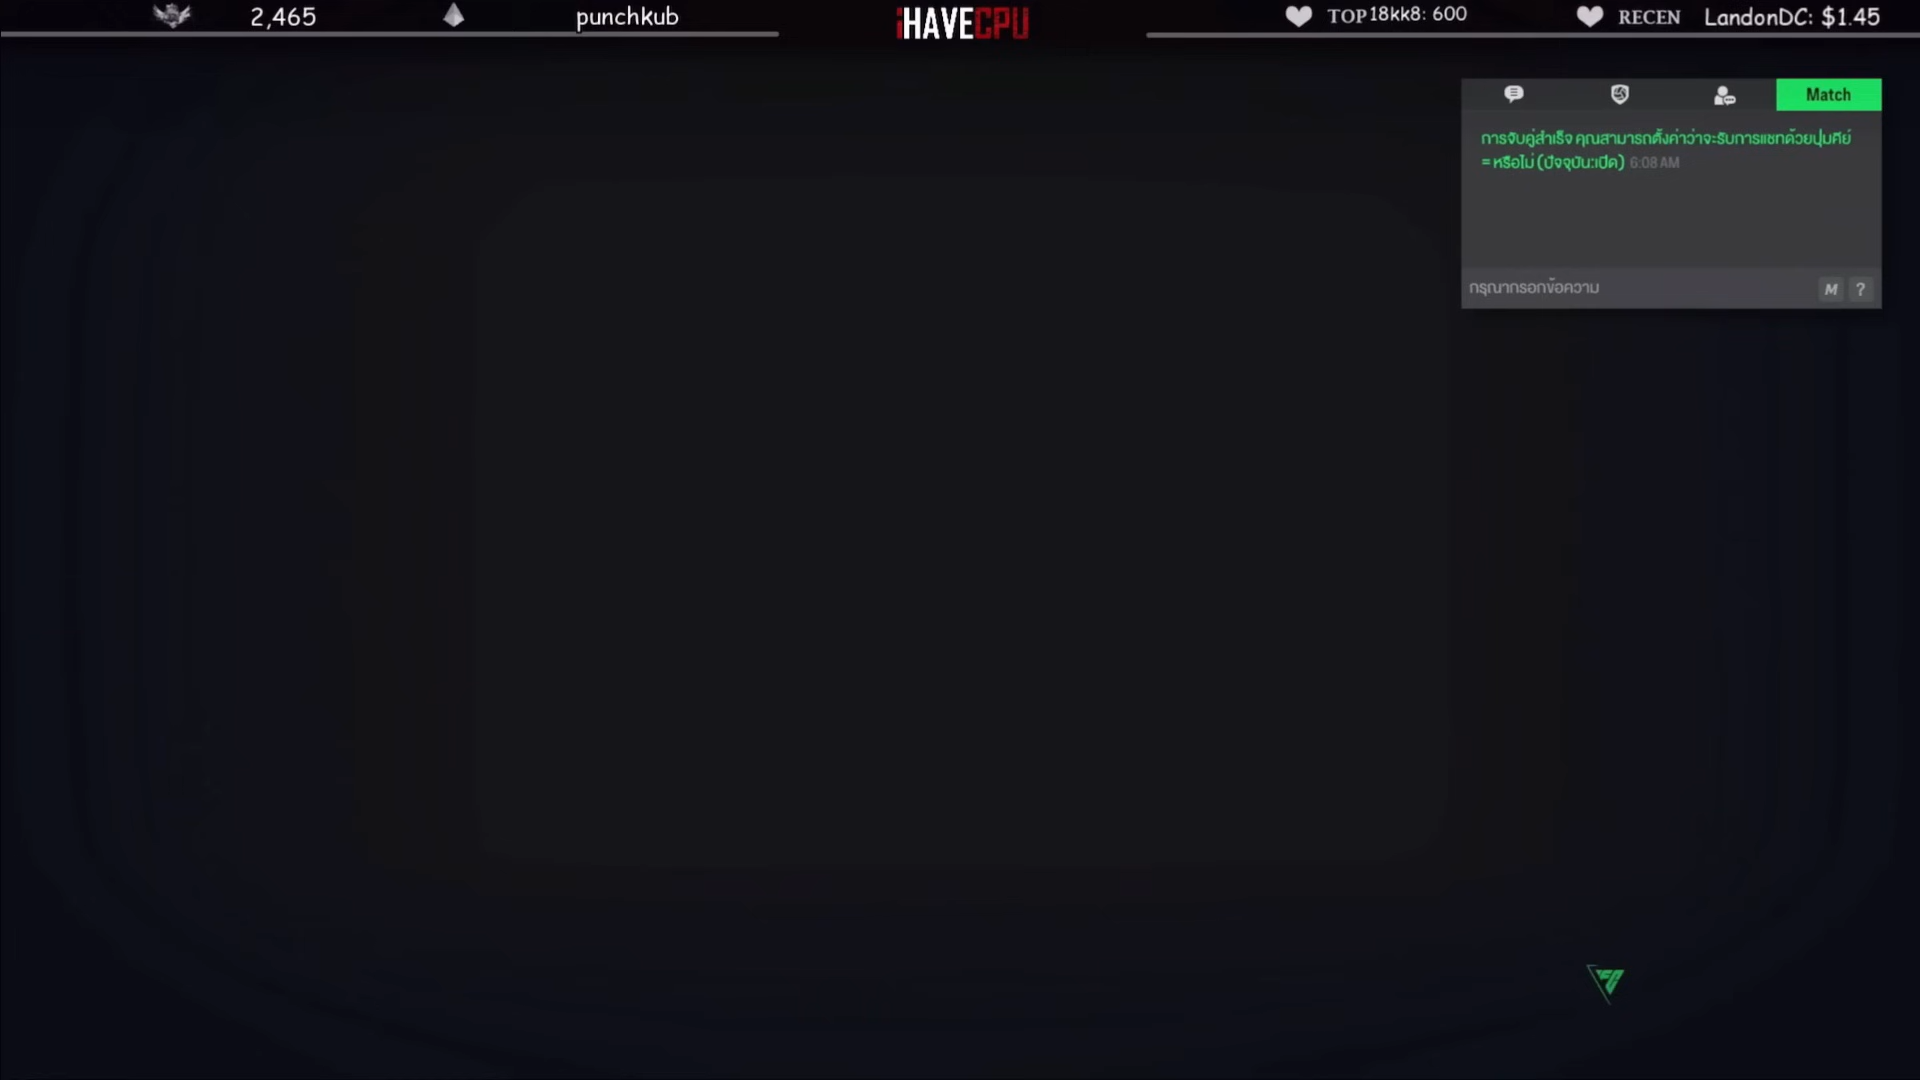 2,465
punchkub
iHAVECPU
TOP 18kk8: 600
RECEN LandonDC: $1.45
Match
การจับคู่สำเร็จ คุณสามารถตั้งค่าว่าจะรับการแชทด้วยปุ่มคีย์
= หรือไม่ (ปัจจุบัน:เปิด) 6:08 AM
กรุณากรอกข้อความ
M ?